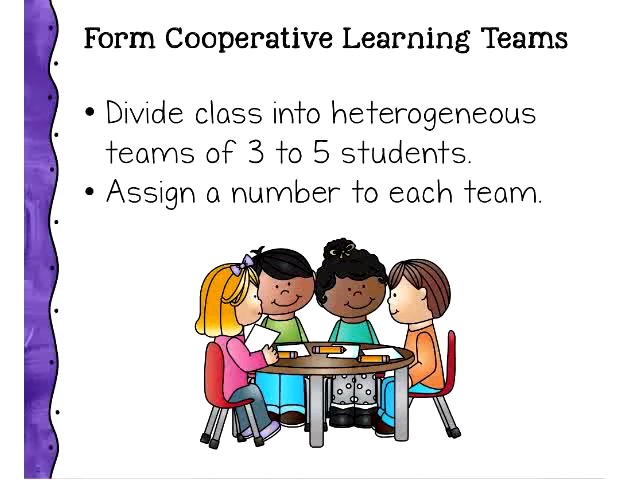 Form Cooperative Learning Teams
• Divide class into heterogeneous
teams of 3 to 5 students.
• Assign a number to each team.